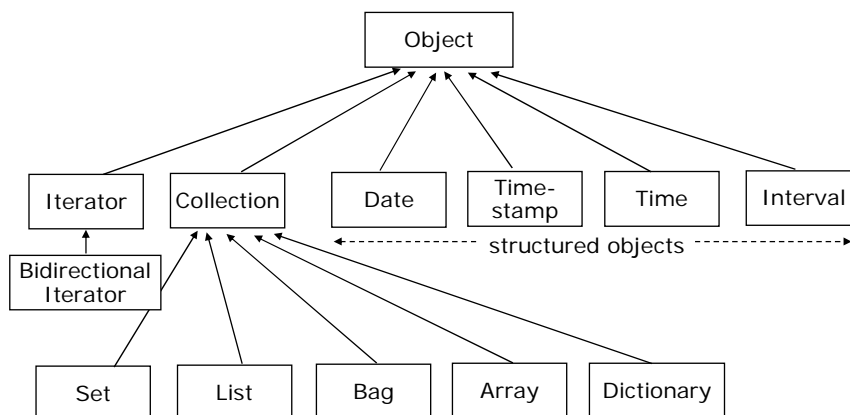 Object
Iterator
Collection
Date
Time-
stamp
Time
Interval
structured objects
Bidirectional
Iterator
Set
List
Bag
Array
Dictionary